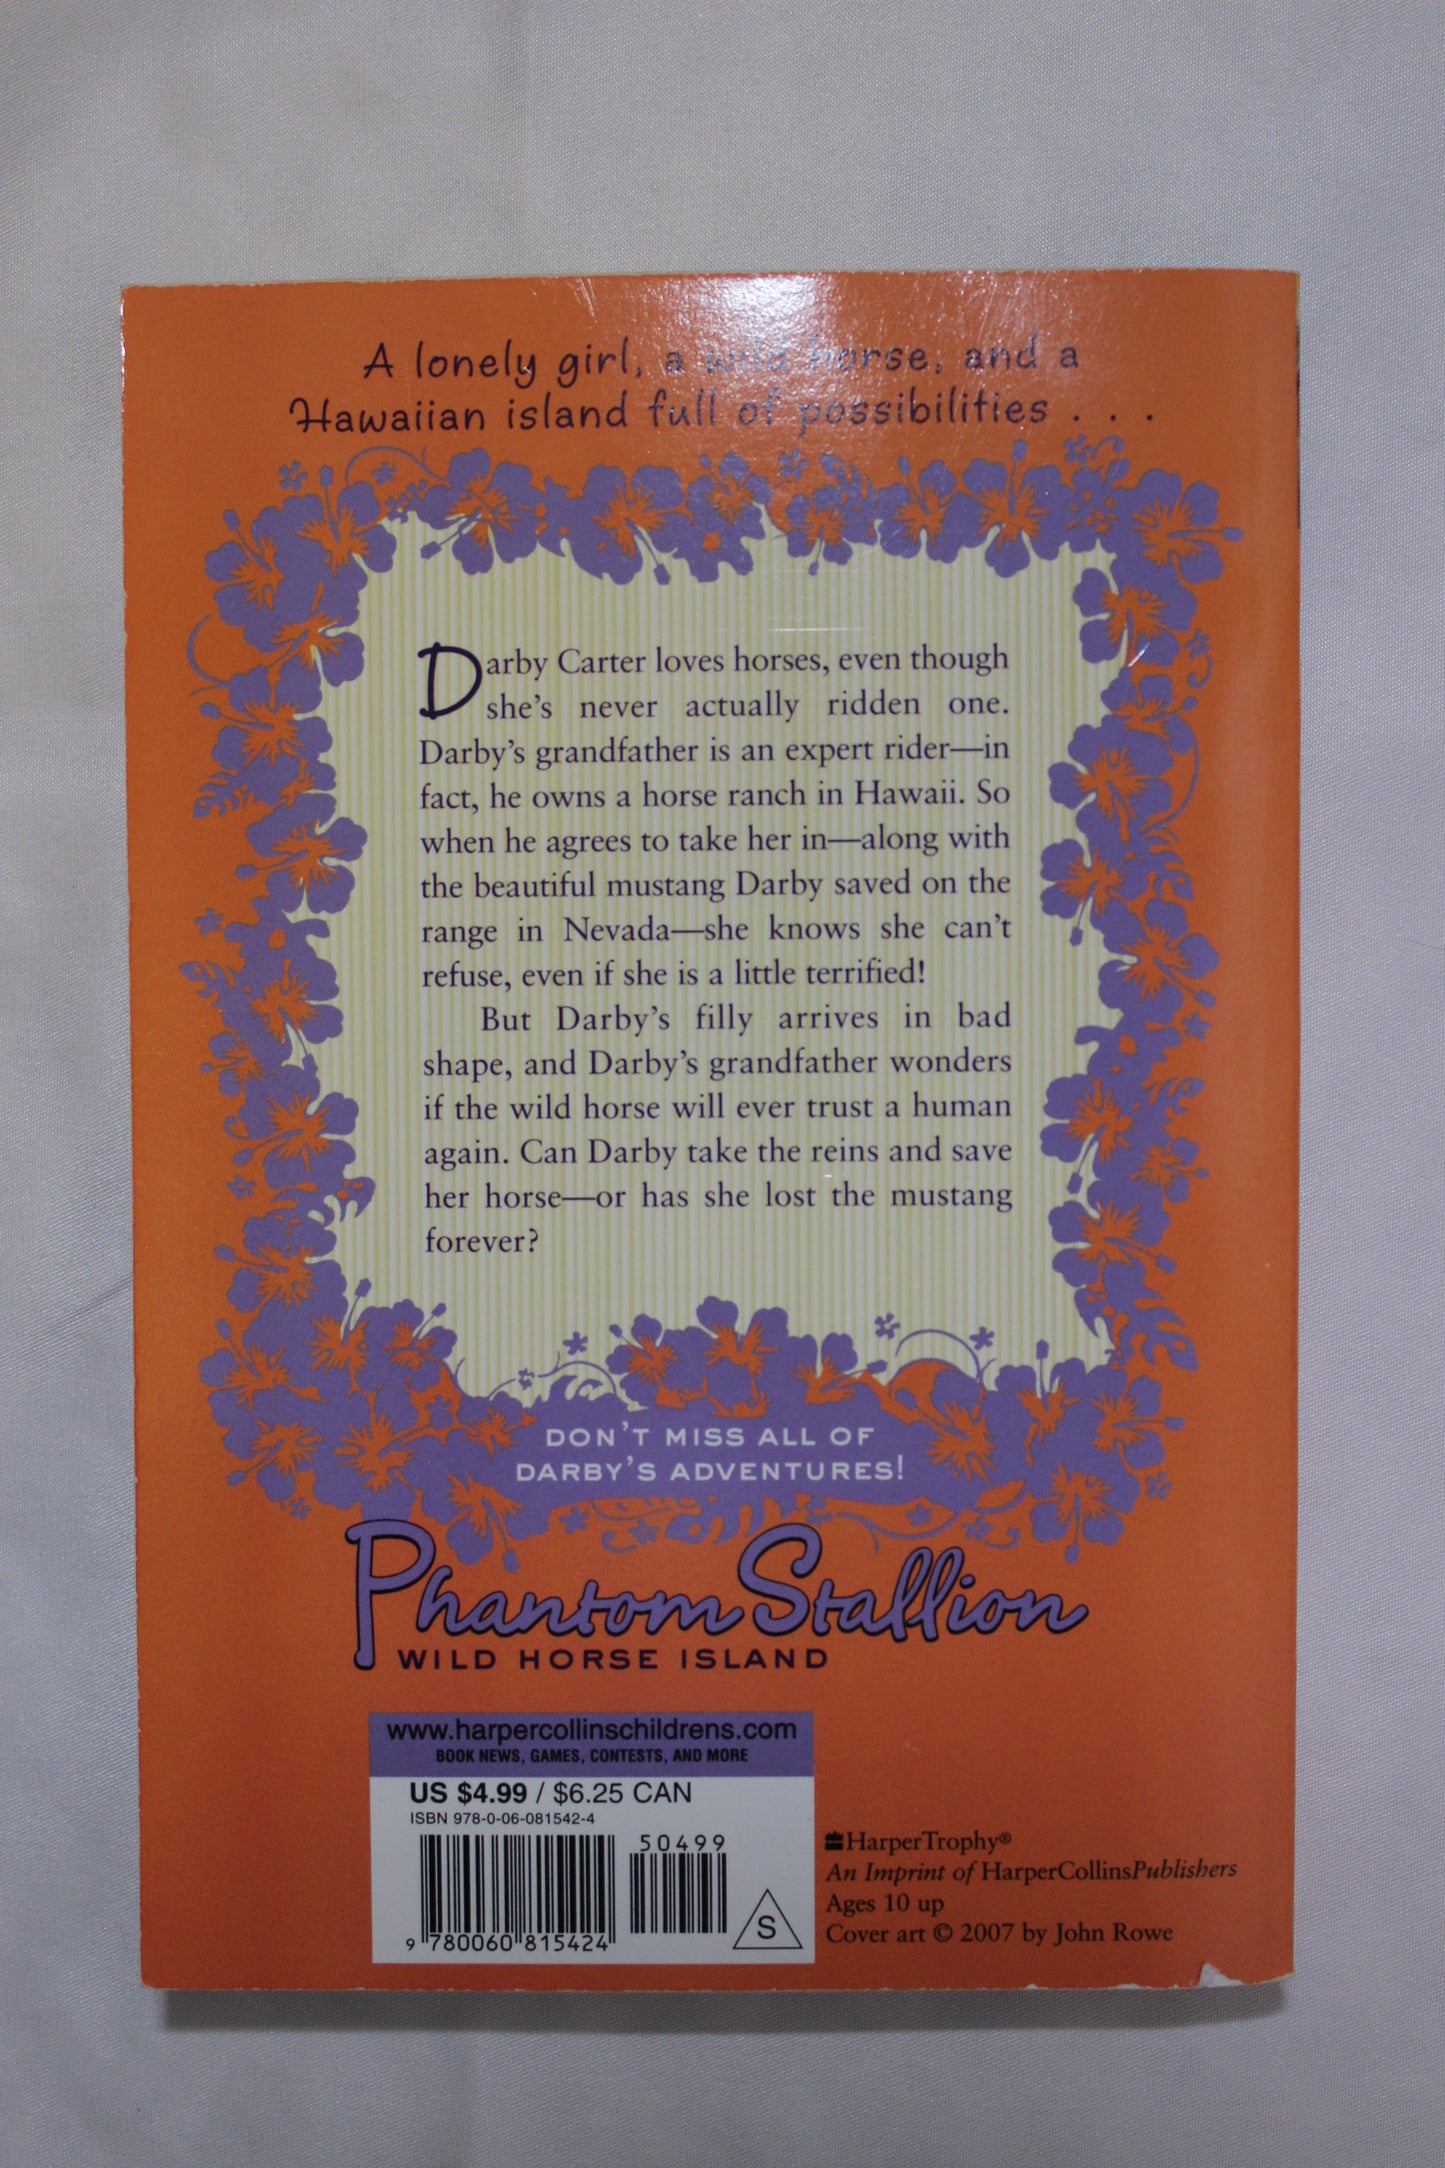 A lonely girl, a wild horse, and a
Hawaiian island full of possibilities . . .
Darby Carter loves horses, even though
she's never actually ridden one.
Darby's grandfather is an expert rider—in
fact, he owns a horse ranch in Hawaii. So
when he agrees to take her in—along with
the beautiful mustang Darby saved on the
range in Nevada—she knows she can't
refuse, even if she is a little terrified!
But Darby's filly arrives in bad
shape, and Darby's grandfather wonders
if the wild horse will ever trust a human
again. Can Darby take the reins and save
her horse—or has she lost the mustang
forever?
DON'T MISS ALL OF
DARBY'S ADVENTURES!
Phantom Stallion
WILD HORSE ISLAND
www.harpercollinschildrens.com
BOOK NEWS, GAMES, CONTESTS, AND MORE
US $4.99 / $6.25 CAN
ISBN 978-0-06-081542-4
50499
9 780060 815424
S
HarperTrophy®
An Imprint of HarperCollinsPublishers
Ages 10 up
Cover art © 2007 by John Rowe